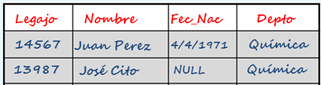 Legajo Nombre Fec_Nac Depto
14567 Juan Perez 4/4/1971 Química
13987 José Cito NULL Química